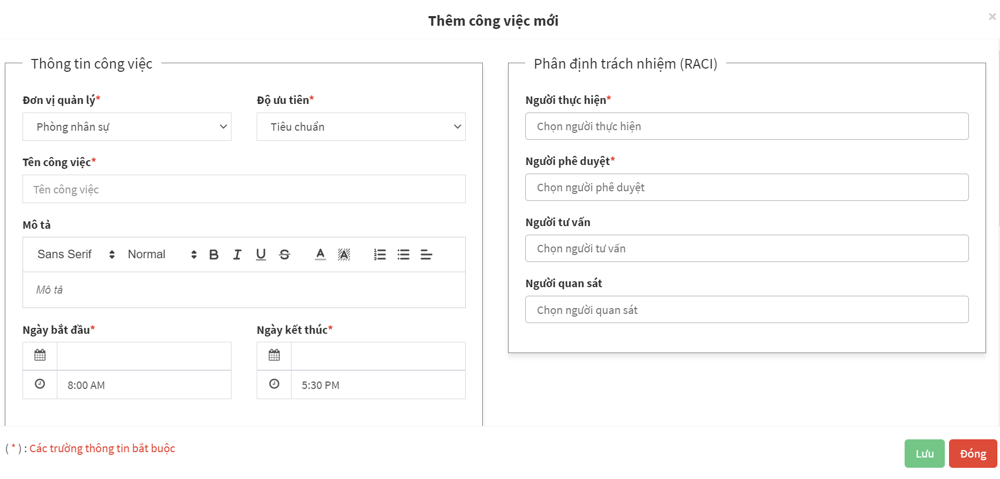 Thêm công việc mới
×
Thông tin công việc
Đơn vị quản lý*
Độ ưu tiên*
Phòng nhân sự
Tiêu chuẩn
Tên công việc*
Tên công việc
Mô tả
Sans Serif Normal B I U S A A
Mô tả
Ngày bắt đầu*
Ngày kết thúc*
8:00 AM
5:30 PM
Phân định trách nhiệm (RACI)
Người thực hiện*
Chọn người thực hiện
Người phê duyệt*
Chọn người phê duyệt
Người tư vấn
Chọn người tư vấn
Người quan sát
Chọn người quan sát
( * ) : Các trường thông tin bắt buộc
Lưu
Đóng